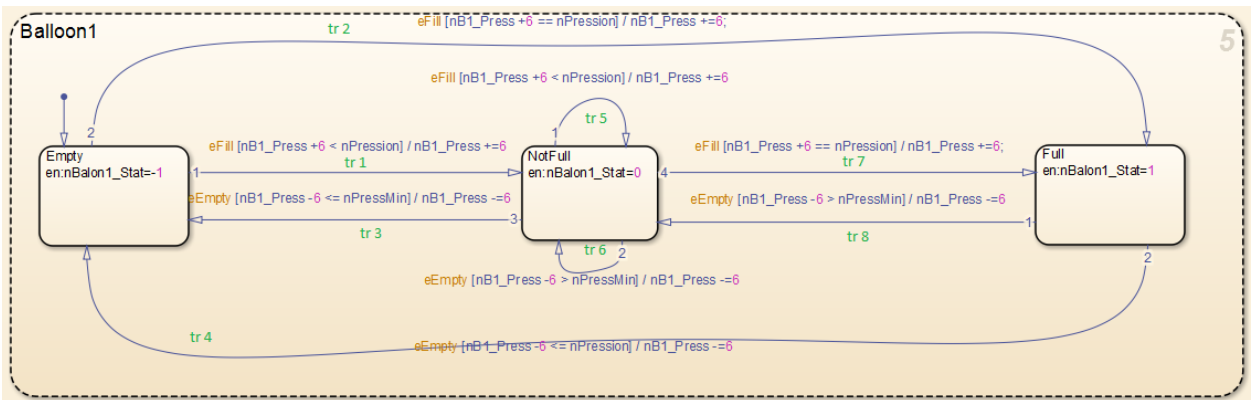 eFill [nB1_Press +6 == nPression] / nB1_Press +=6;
Balloon1
tr 2
5
eFill [nB1_Press +6 < nPression] / nB1_Press +=6
1
tr 5
2
eFill [nB1_Press +6 < nPression] / nB1_Press +=6
eFill [nB1_Press +6 == nPression] / nB1_Press +=6;
Empty
en:nBalon1_Stat=-1
tr 1
1
NotFull
en:nBalon1_Stat=0
tr 7
4
Full
en:nBalon1_Stat=1
eEmpty [nB1_Press -6 <= nPressMin] / nB1_Press -=6
eEmpty [nB1_Press -6 > nPressMin] / nB1_Press -=6
3
1
tr 3
tr 8
tr 6
2
2
eEmpty [nB1_Press -6 > nPressMin] / nB1_Press -=6
tr 4
eEmpty [nB1_Press -6 <= nPression] / nB1_Press -=6